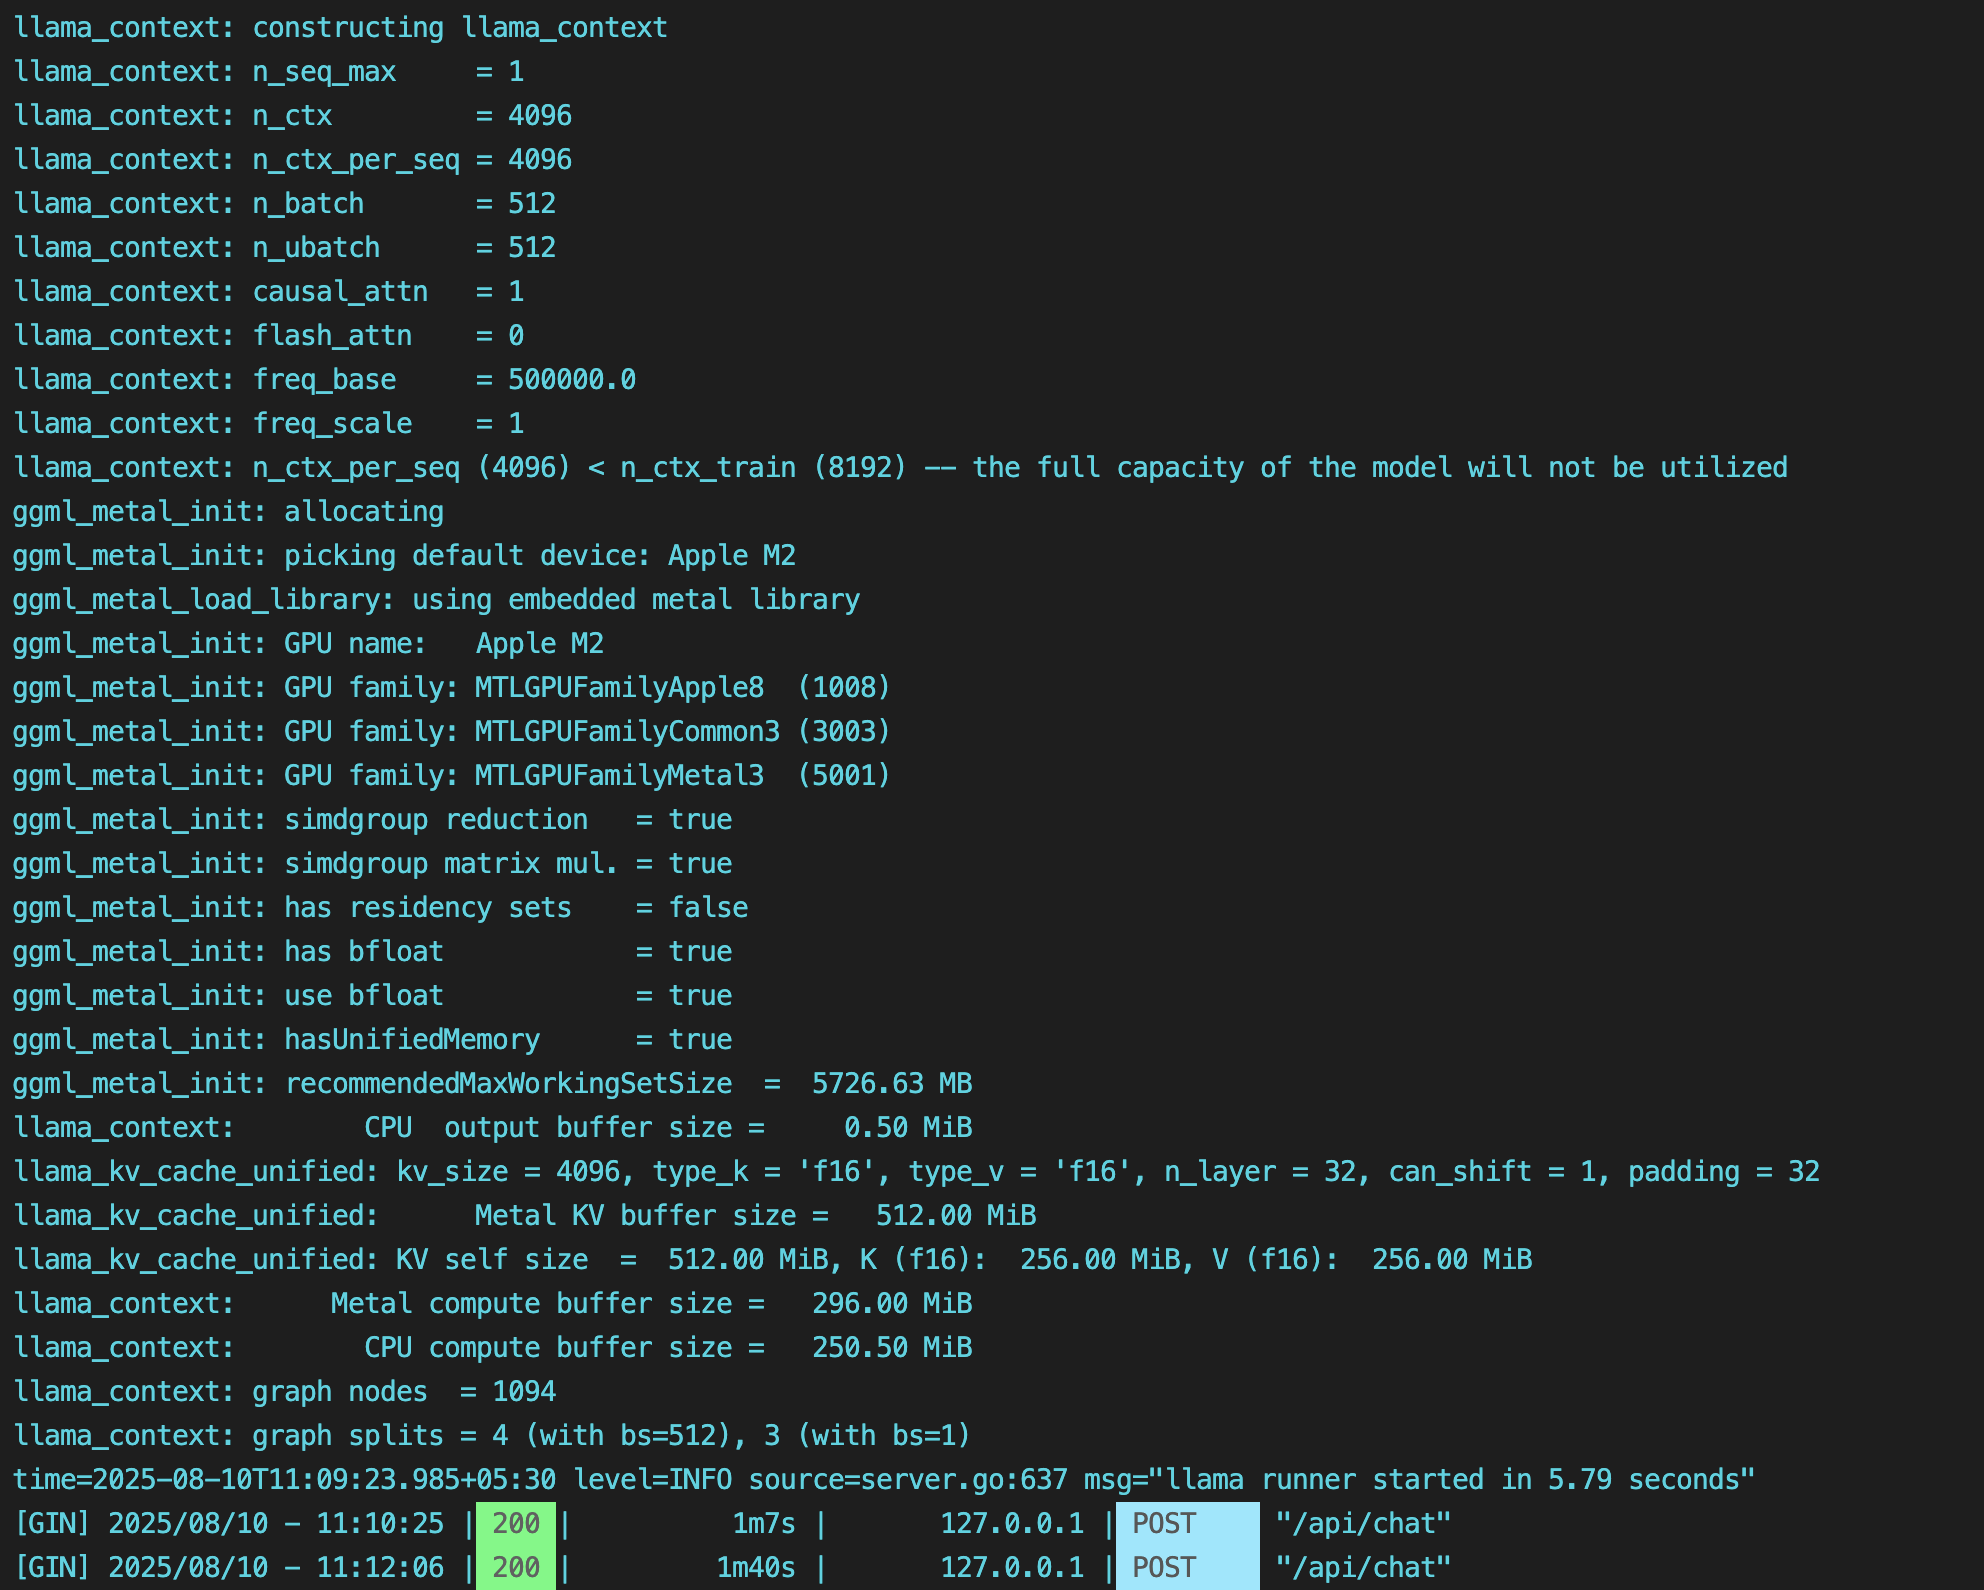 llama_context: constructing llama_context
llama_context: n_seq_max     = 1
llama_context: n_ctx         = 4096
llama_context: n_ctx_per_seq = 4096
llama_context: n_batch       = 512
llama_context: n_ubatch      = 512
llama_context: causal_attn   = 1
llama_context: flash_attn    = 0
llama_context: freq_base     = 500000.0
llama_context: freq_scale    = 1
llama_context: n_ctx_per_seq (4096) < n_ctx_train (8192) -- the full capacity of the model will not be utilized
ggml_metal_init: allocating
ggml_metal_init: picking default device: Apple M2
ggml_metal_load_library: using embedded metal library
ggml_metal_init: GPU name:   Apple M2
ggml_metal_init: GPU family: MTLGPUFamilyApple8  (1008)
ggml_metal_init: GPU family: MTLGPUFamilyCommon3 (3003)
ggml_metal_init: GPU family: MTLGPUFamilyMetal3  (5001)
ggml_metal_init: simdgroup reduction   = true
ggml_metal_init: simdgroup matrix mul. = true
ggml_metal_init: has residency sets    = false
ggml_metal_init: has bfloat            = true
ggml_metal_init: use bfloat            = true
ggml_metal_init: hasUnifiedMemory      = true
ggml_metal_init: recommendedMaxWorkingSetSize  =  5726.63 MB
llama_context:        CPU  output buffer size =     0.50 MiB
llama_kv_cache_unified: kv_size = 4096, type_k = 'f16', type_v = 'f16', n_layer = 32, can_shift = 1, padding = 32
llama_kv_cache_unified:      Metal KV buffer size =   512.00 MiB
llama_kv_cache_unified: KV self size  =  512.00 MiB, K (f16):  256.00 MiB, V (f16):  256.00 MiB
llama_context:      Metal compute buffer size =   296.00 MiB
llama_context:        CPU compute buffer size =   250.50 MiB
llama_context: graph nodes  = 1094
llama_context: graph splits = 4 (with bs=512), 3 (with bs=1)
time=2025-08-10T11:09:23.985+05:30 level=INFO source=server.go:637 msg="llama runner started in 5.79 seconds"
[GIN] 2025/08/10 - 11:10:25 | 200 |          1m7s |       127.0.0.1 | POST     "/api/chat"
[GIN] 2025/08/10 - 11:12:06 | 200 |         1m40s |       127.0.0.1 | POST     "/api/chat"